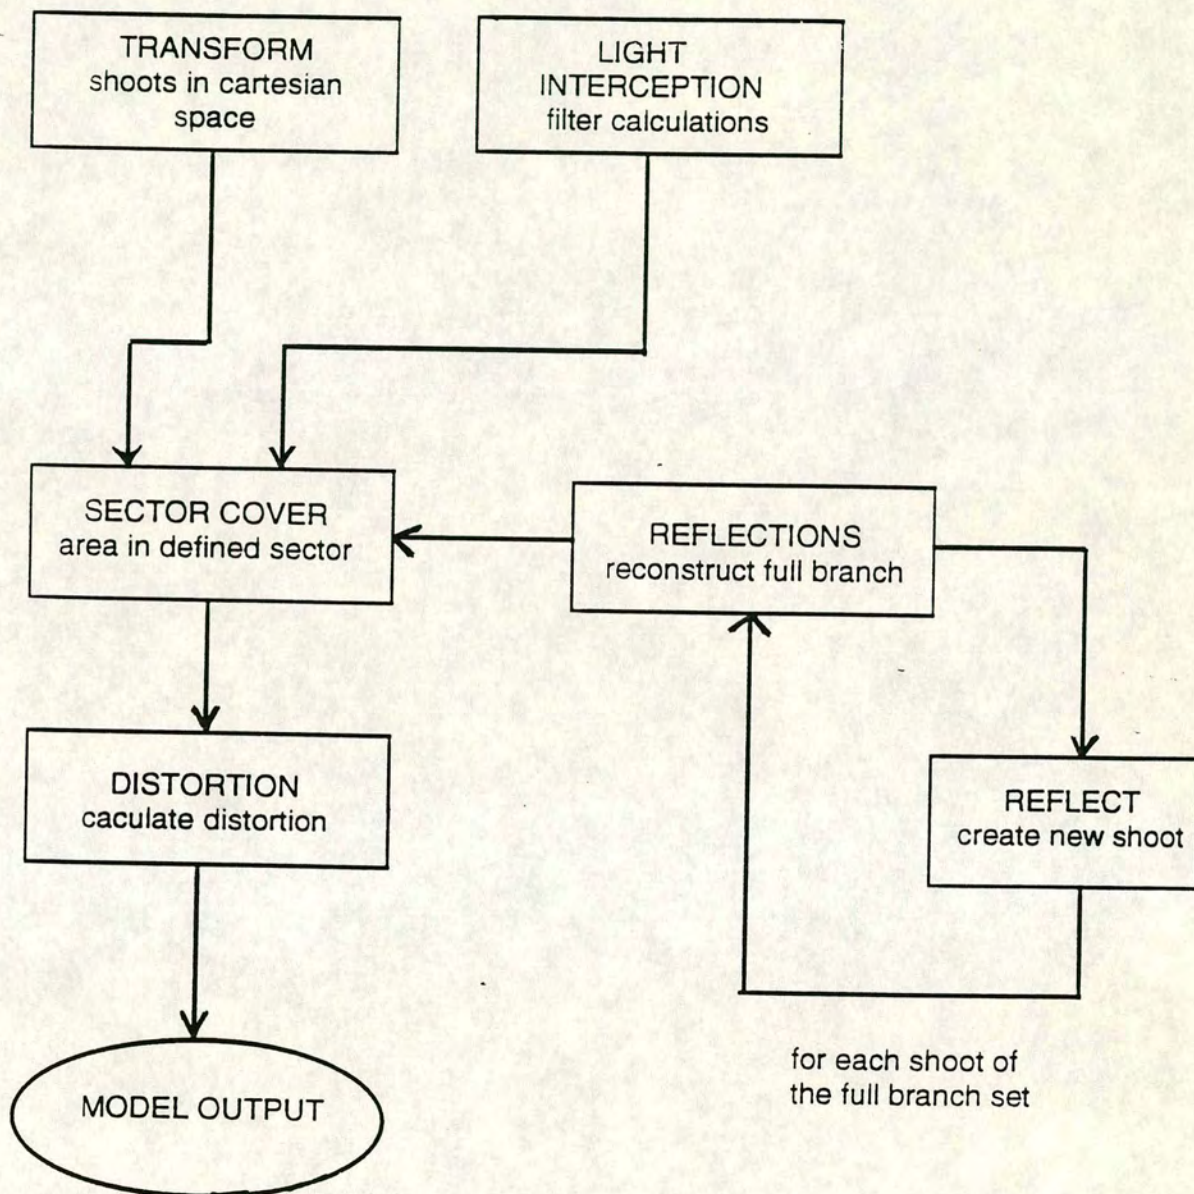 TRANSFORM
shoots in cartesian
space
LIGHT
INTERCEPTION
filter calculations
SECTOR COVER
area in defined sector
REFLECTIONS
reconstruct full branch
DISTORTION
caculate distortion
REFLECT
create new shoot
MODEL OUTPUT
for each shoot of
the full branch set